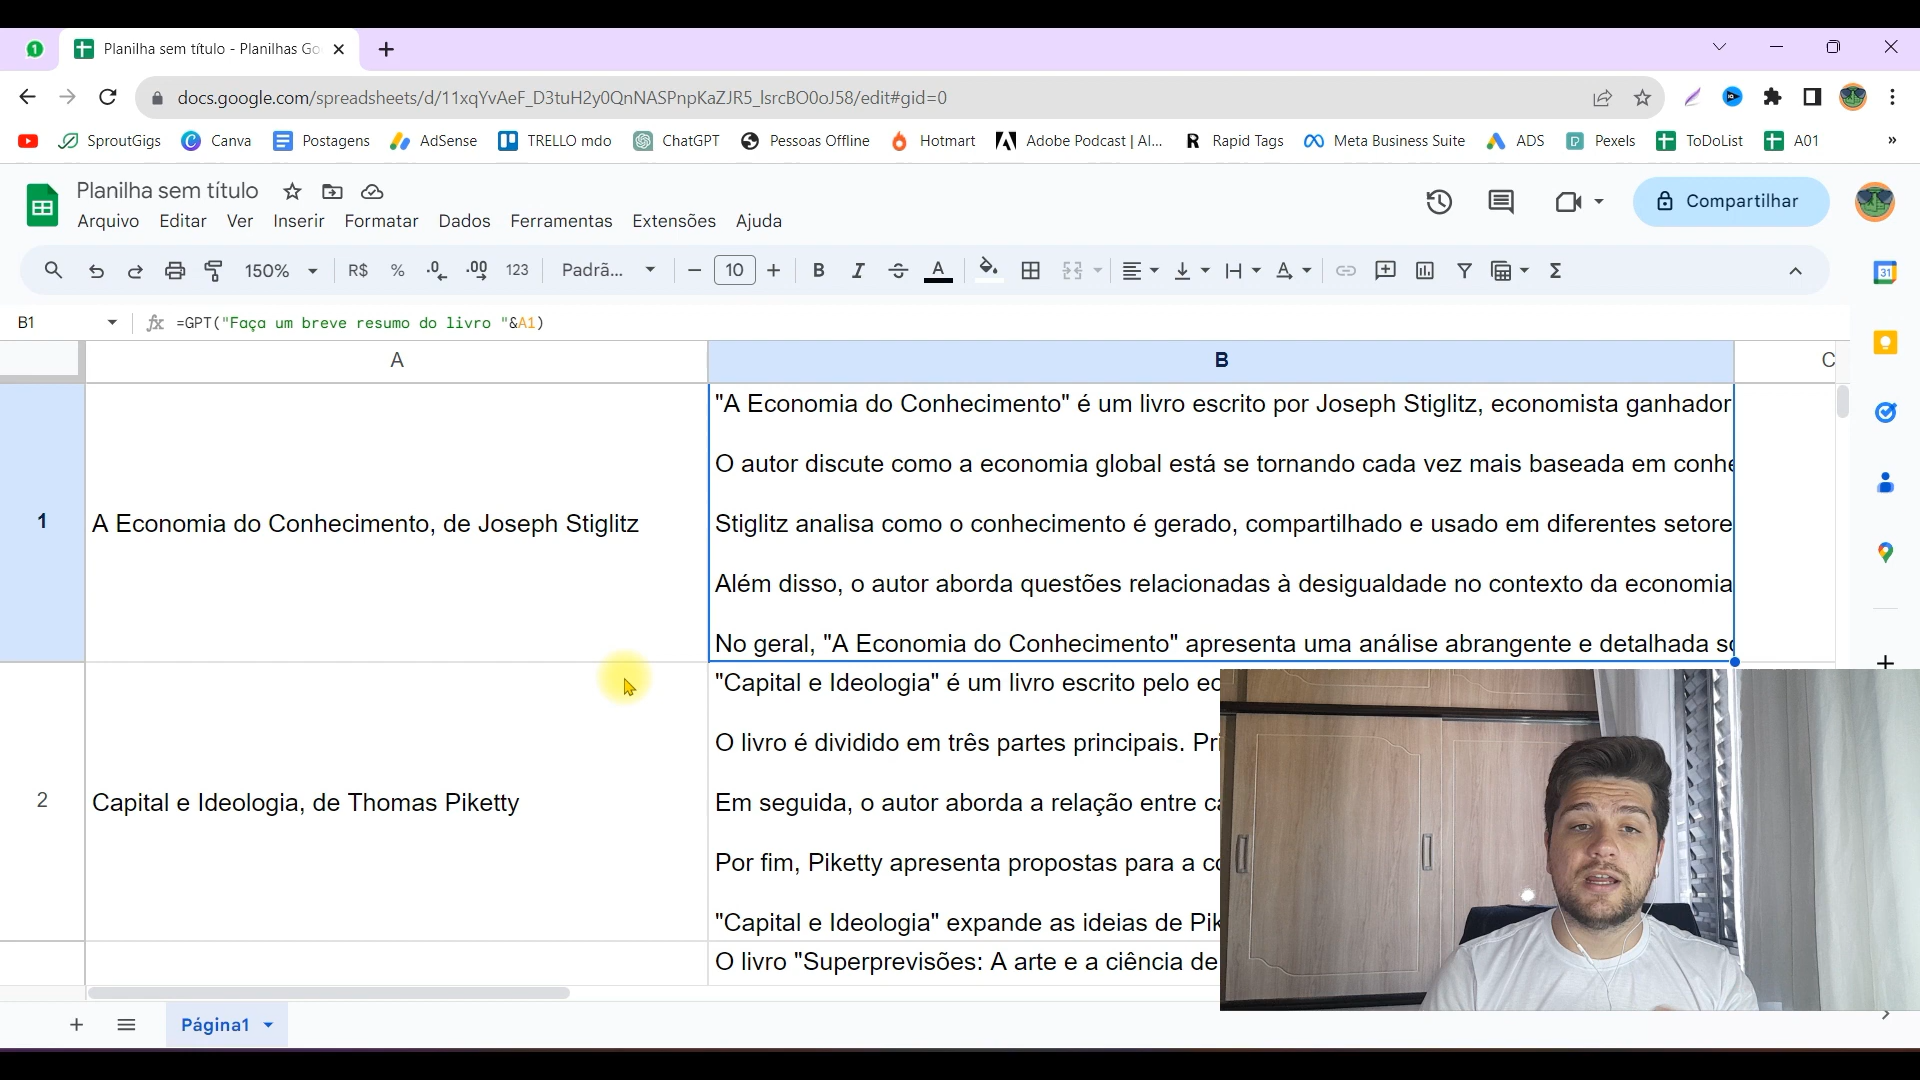 1
Planilha sem título - Planilhas Go
docs.google.com/spreadsheets/d/11xqYvAeF_D3tuH2y0QnNASPnpKaZJR5_lsrcBO0oJ58/edit#gid=0
SproutGigs Canva Postagens AdSense TRELLO mdo ChatGPT Pessoas Offline Hotmart Adobe Podcast | AI... Rapid Tags Meta Business Suite ADS Pexels ToDoList A01 »
Planilha sem título
Arquivo Editar Ver Inserir Formatar Dados Ferramentas Extensões Ajuda
Compartilhar
150% R$ % .0 .00 123 Padrã... 10 B I A Σ
31
B1 fx =GPT("Faça um breve resumo do livro "&A1)
A B C
1
A Economia do Conhecimento, de Joseph Stiglitz
"A Economia do Conhecimento" é um livro escrito por Joseph Stiglitz, economista ganhador
O autor discute como a economia global está se tornando cada vez mais baseada em conhe
Stiglitz analisa como o conhecimento é gerado, compartilhado e usado em diferentes setore
Além disso, o autor aborda questões relacionadas à desigualdade no contexto da economia
No geral, "A Economia do Conhecimento" apresenta uma análise abrangente e detalhada so
2
Capital e Ideologia, de Thomas Piketty
"Capital e Ideologia" é um livro escrito pelo ec
O livro é dividido em três partes principais. Pri
Em seguida, o autor aborda a relação entre ca
Por fim, Piketty apresenta propostas para a co
"Capital e Ideologia" expande as ideias de Pik
O livro "Superprevisões: A arte e a ciência de
Página1